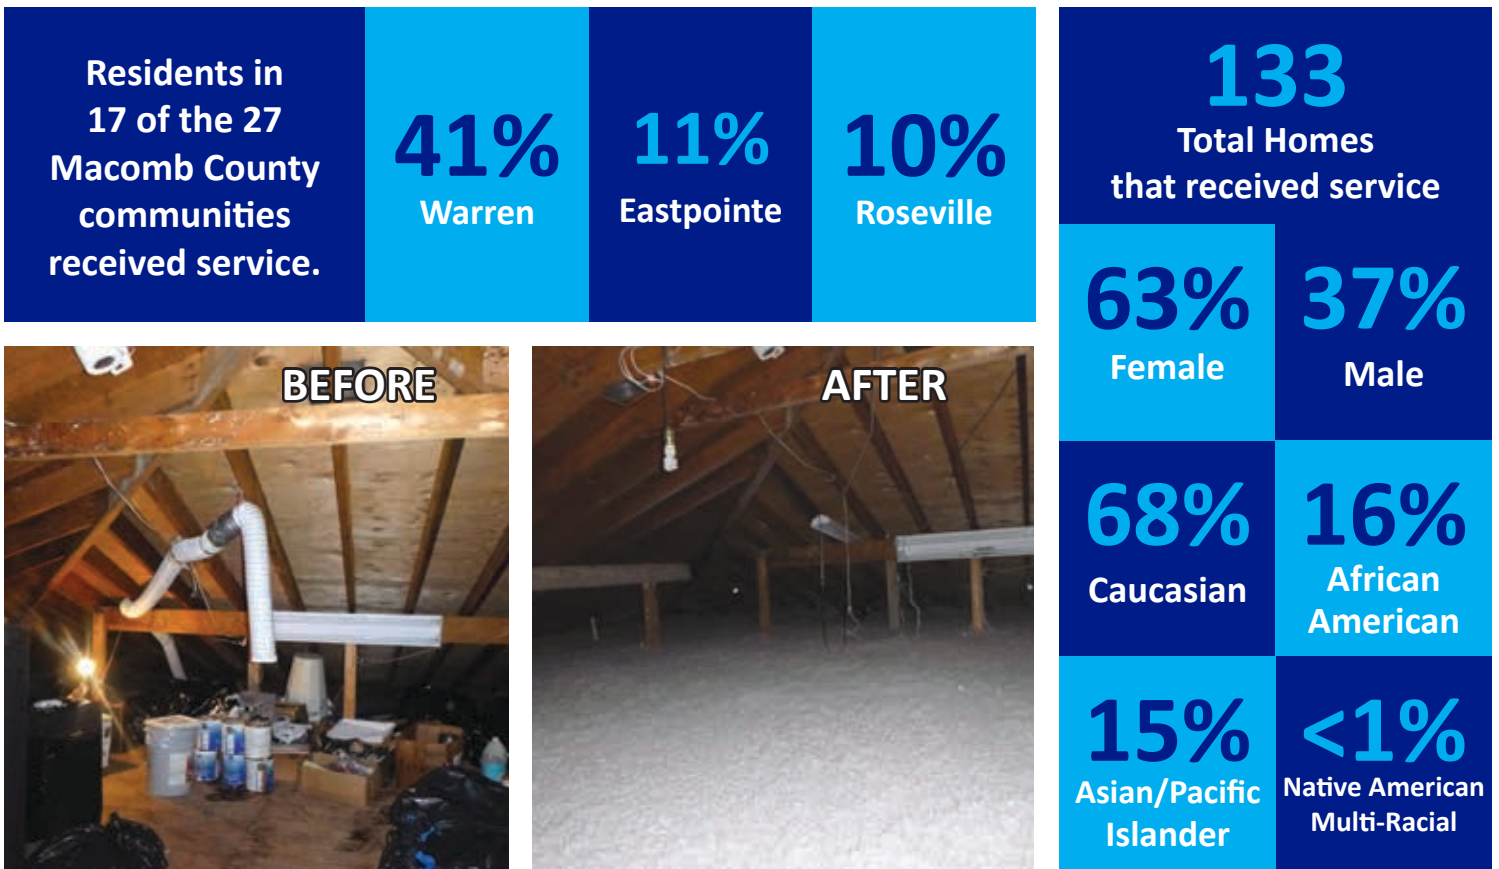 Residents in
17 of the 27
Macomb County
communities
received service.
41%
Warren
11%
Eastpointe
10%
Roseville
133
Total Homes
that received service
63%
Female
37%
Male
68%
Caucasian
16%
African
American
15%
Asian/Pacific
Islander
<1%
Native American
Multi-Racial
BEFORE
AFTER